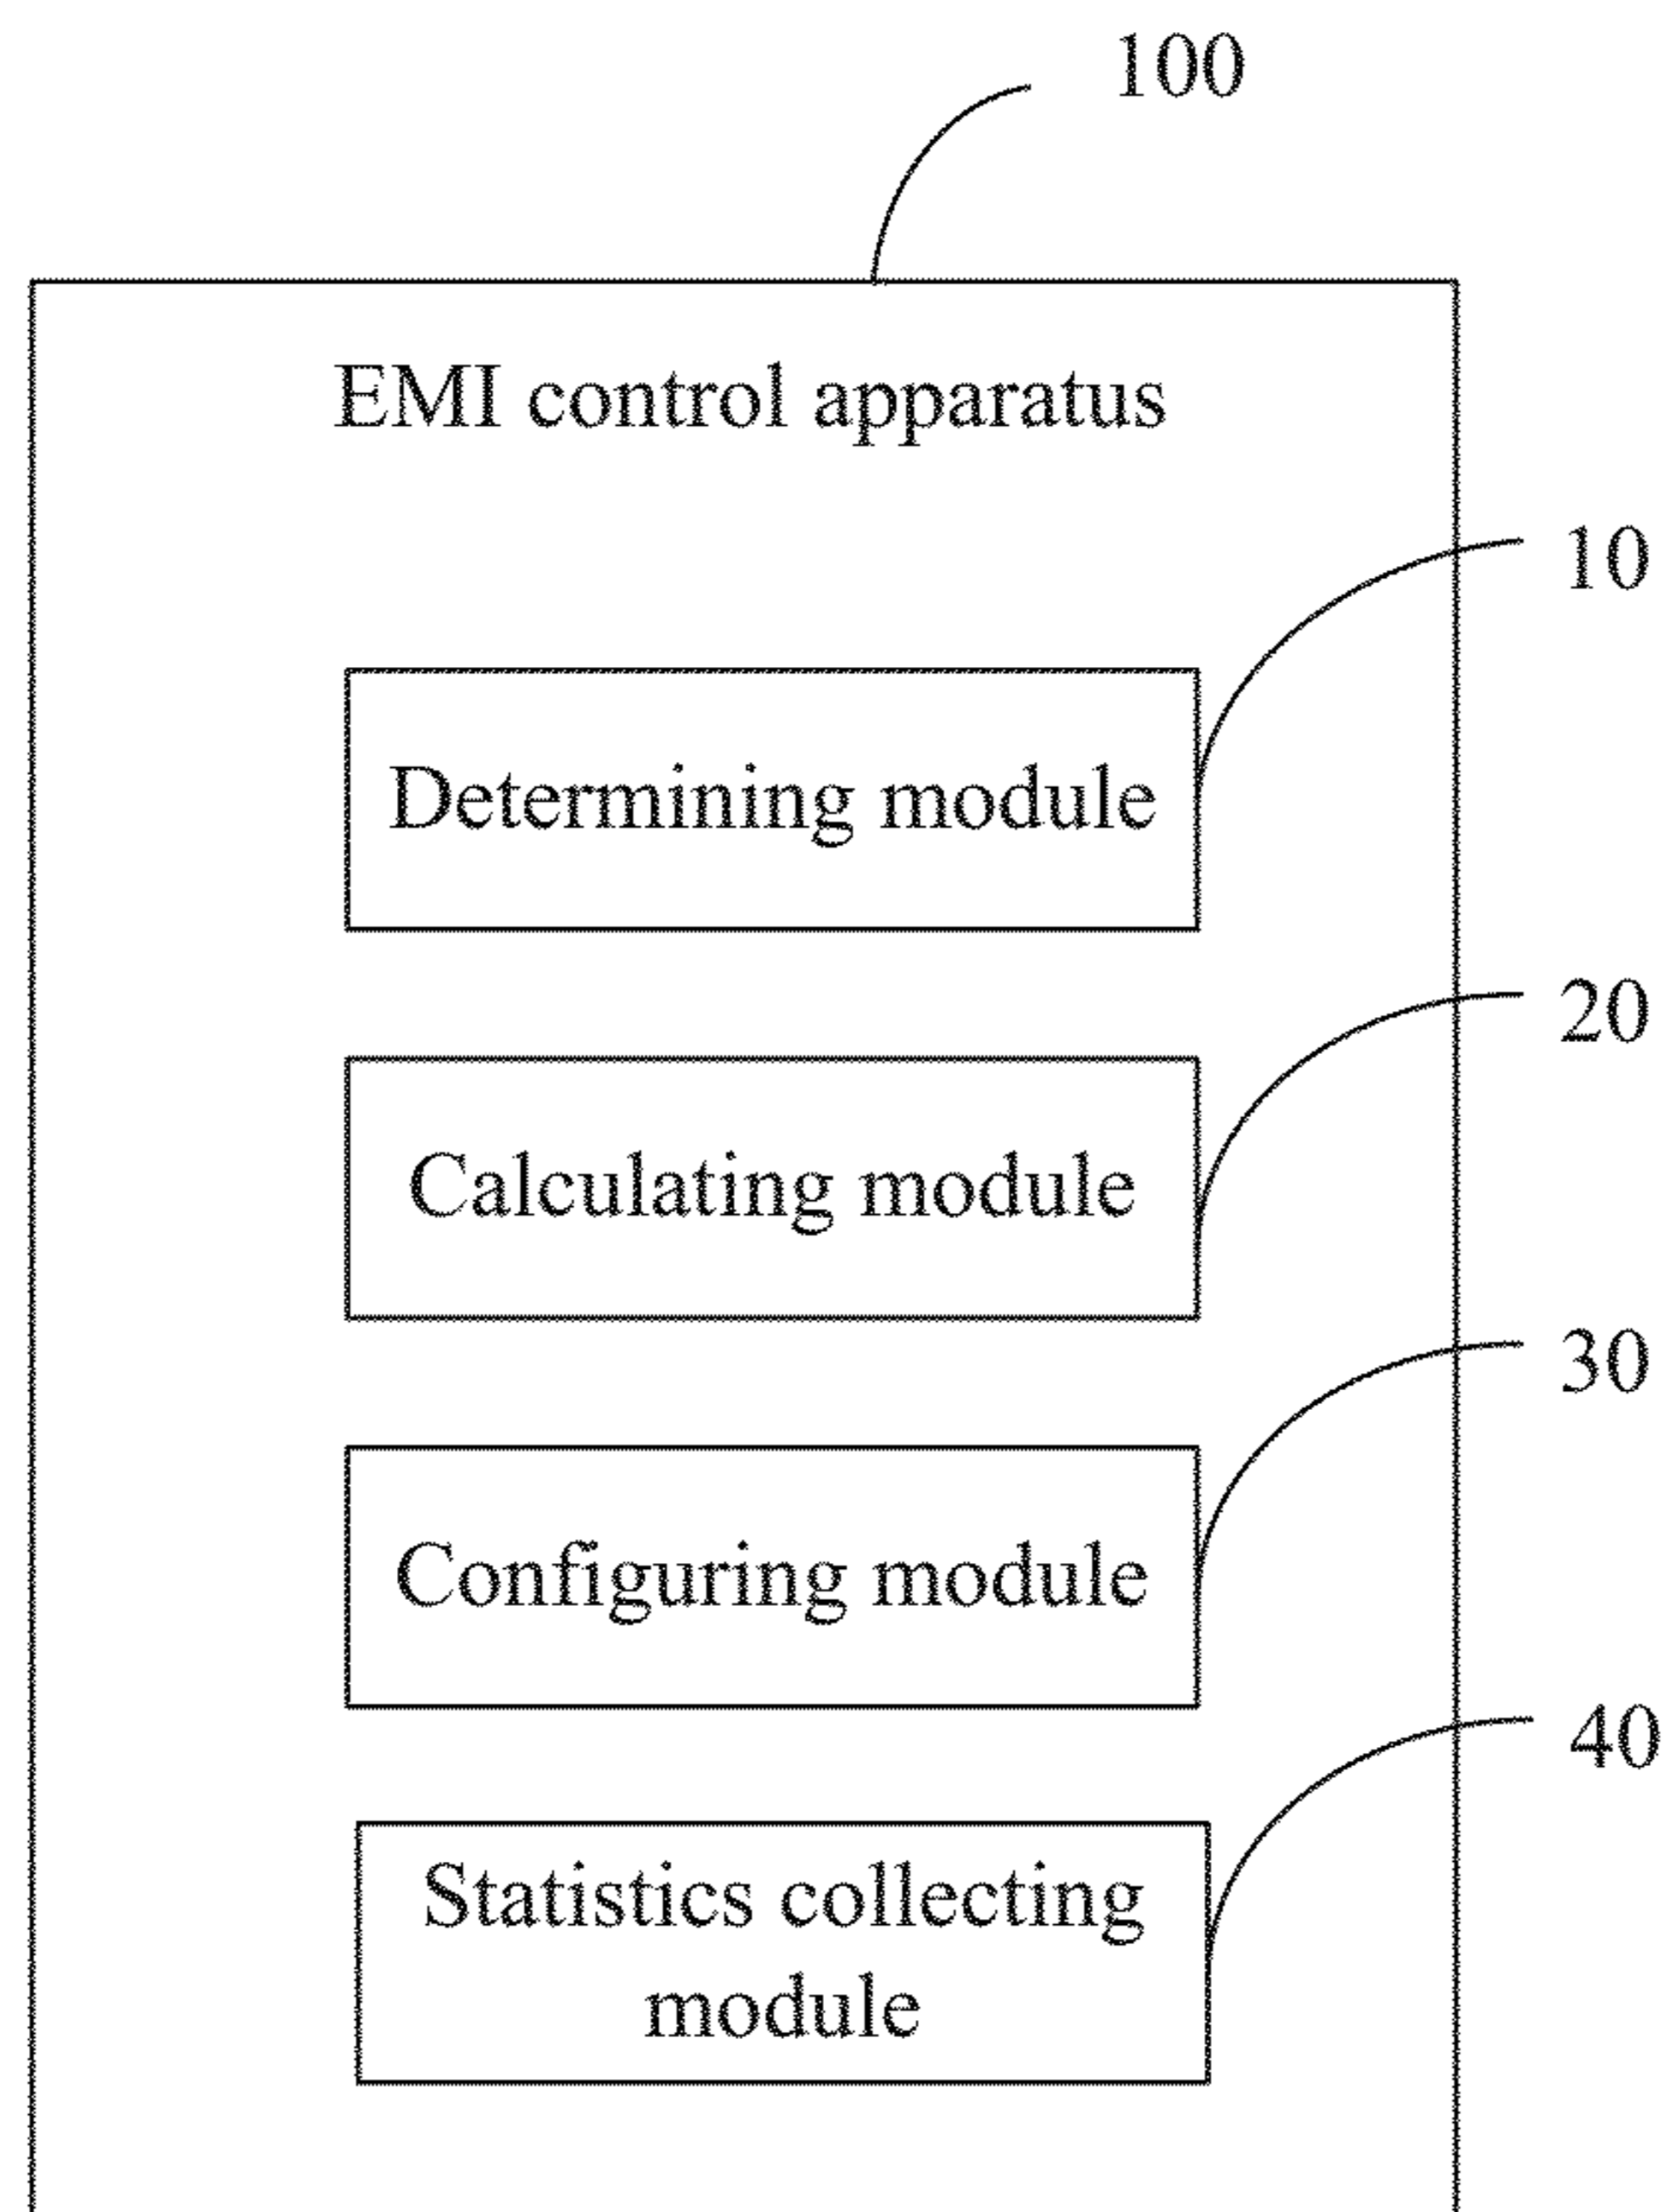 100
EMI control apparatus
10
Determining module
20
Calculating module
30
Configuring module
40
Statistics collecting
module